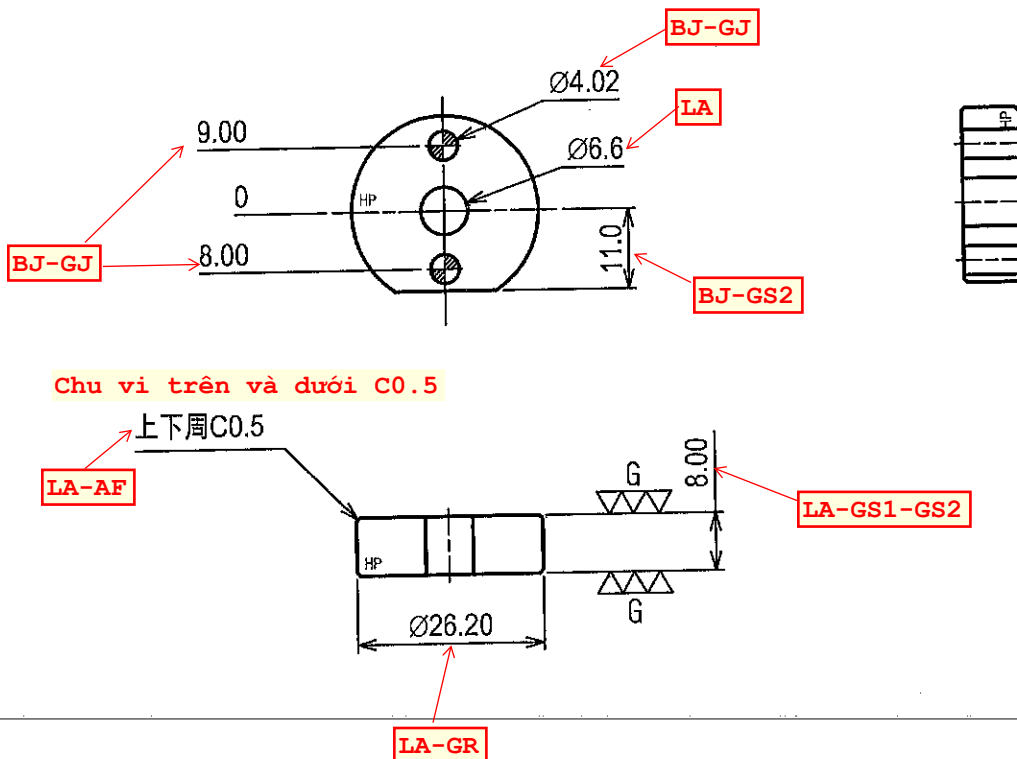 BJ-GJ
Ø4.02
LA
9.00
Ø6.6
0
HP
HP
BJ-GJ
8.00
11.0
BJ-GS2
Chu vi trên và dưới C0.5
上下周C0.5
LA-AF
G
8.00
LA-GS1-GS2
HP
G
Ø26.20
LA-GR